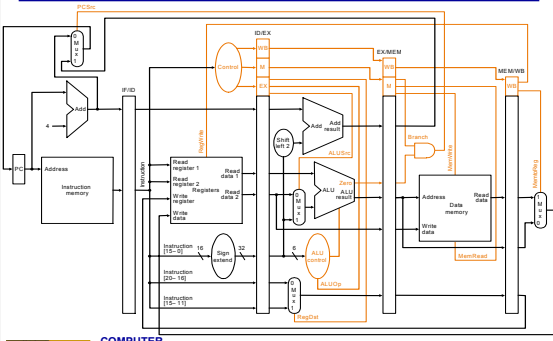 PCSrc
0
M
u
x
1
ID/EX
WB
EX/MEM
Control
M
WB
MEM/WB
EX
M
WB
IF/ID
Add
4
RegWrite
Shift
left 2
Add
Add
result
Branch
ALUSrc
MemWrite
PC
Address
Instruction
memory
Instruction
Read
register 1
Read
register 2
Registers
Write
register
Write
data
Read
data 1
Read
data 2
0
M
u
x
1
Zero
ALU
ALU
result
Address
Data
memory
Read
data
Write
data
MemtoReg
1
M
u
x
0
Instruction
[15–0]
16
Sign
extend
32
6
ALU
control
MemRead
Instruction
[20–16]
ALUOp
0
M
u
x
1
Instruction
[15–11]
RegDst
COMPUTER